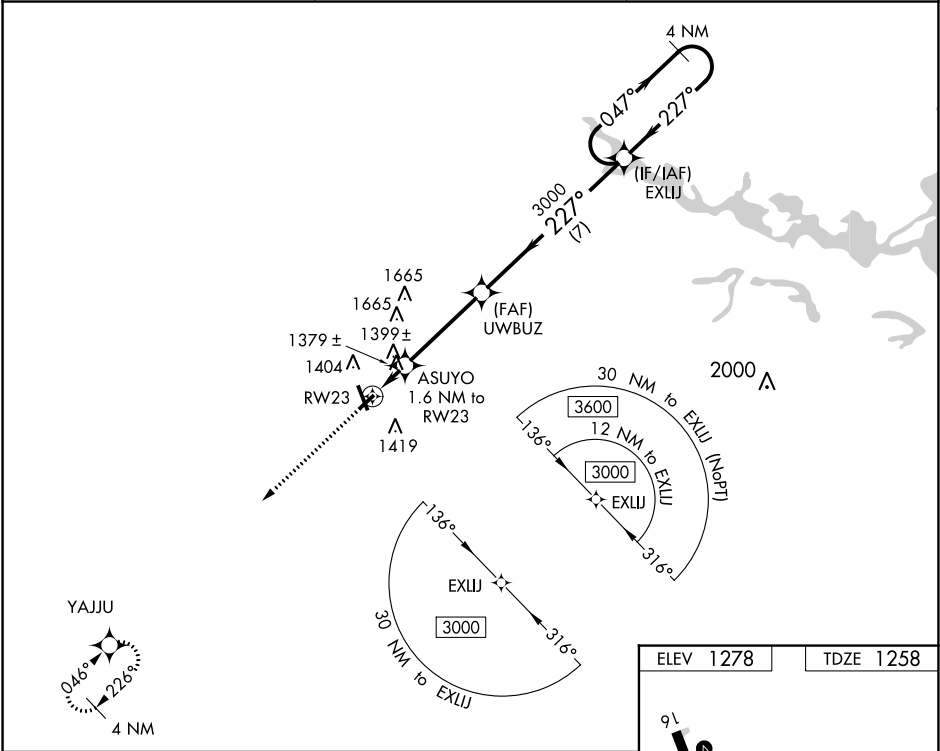 4 NM
047°
227°
(IF/IAF)
EXLIJ
3000
227°
(7)
1665
1665
(FAF)
UWBUZ
1379 ±
1399 ±
1404
ASUYO
1.6 NM to
RW23
RW23
1419
2000
30 NM to EXLIJ (NoPT)
3600
136°
12 NM to EXLIJ
3000
EXLIJ
316°
136°
EXLIJ
3000
316°
30 NM to EXLIJ
YAJJU
046°
226°
4 NM
ELEV 1278
TDZE 1258
16